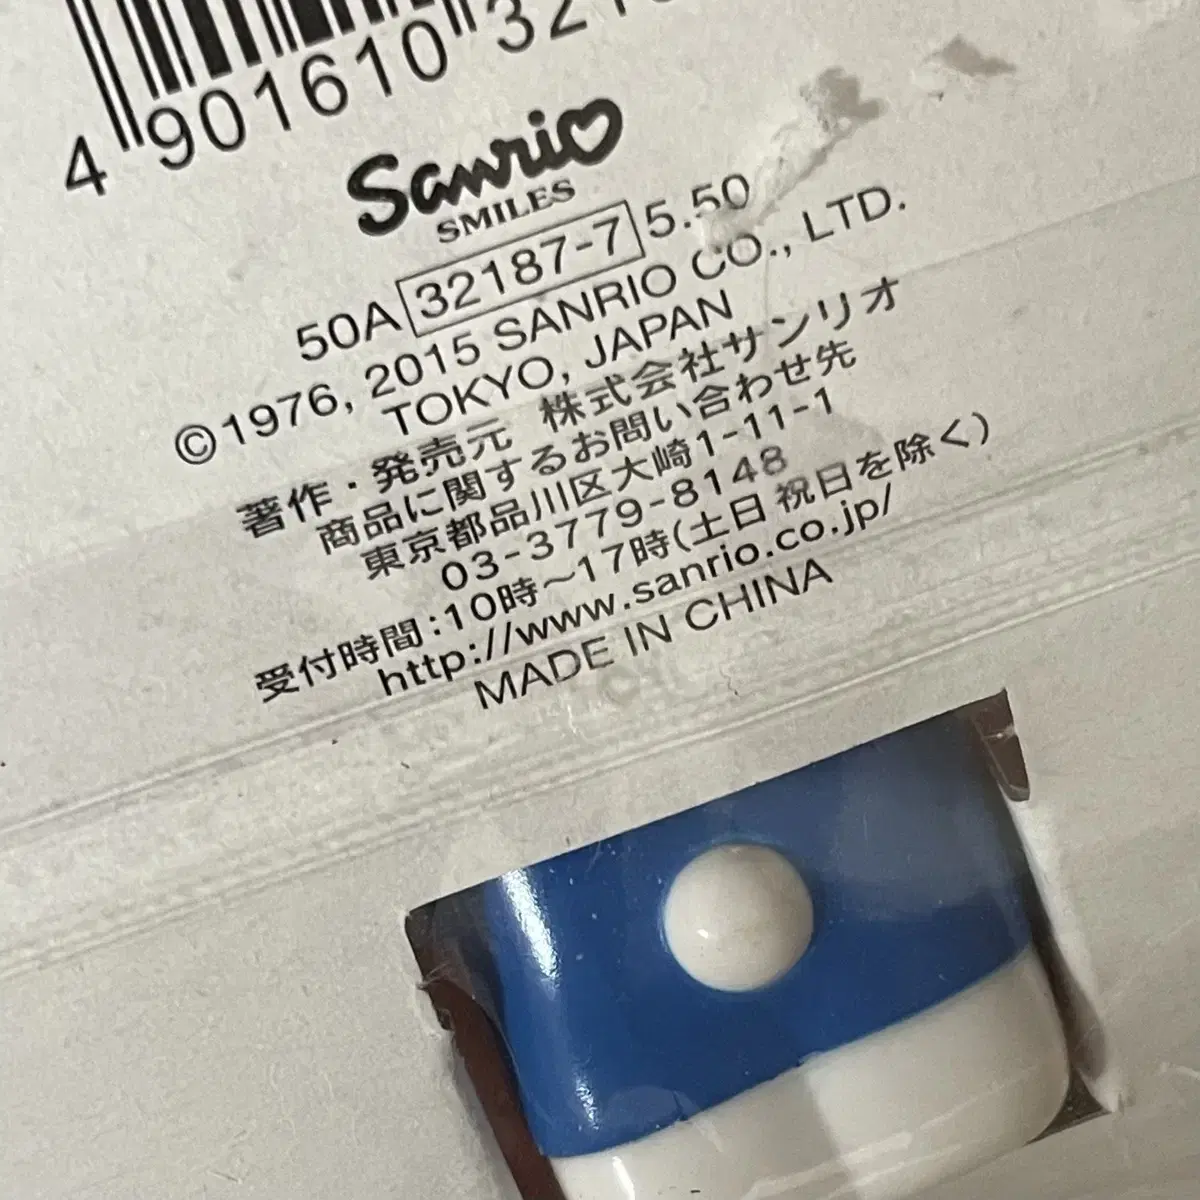 4 901610 321
Sanrio
SMILES
50A 32187-7 5.50
©1976, 2015 SANRIO CO., LTD.
TOKYO, JAPAN
著作・発売元 株式会社サンリオ
商品に関するお問い合わせ先
東京都品川区大崎1-11-1
03-3779-8148
受付時間:10時～17時(土日祝日を除く)
http://www.sanrio.co.jp/
MADE IN CHINA